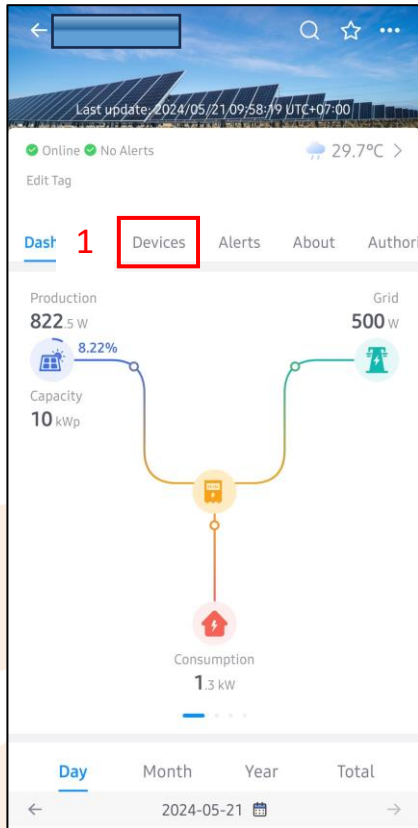 Last update: 2024/05/21 09:58:19 UTC+07:00
Online No Alerts 29.7°C
Edit Tag
Dash 1 Devices Alerts About Authori
Production Grid
822.5 W 500 W
8.22%
Capacity
10 kWp
Consumption
1.3 kW
Day Month Year Total
2024-05-21